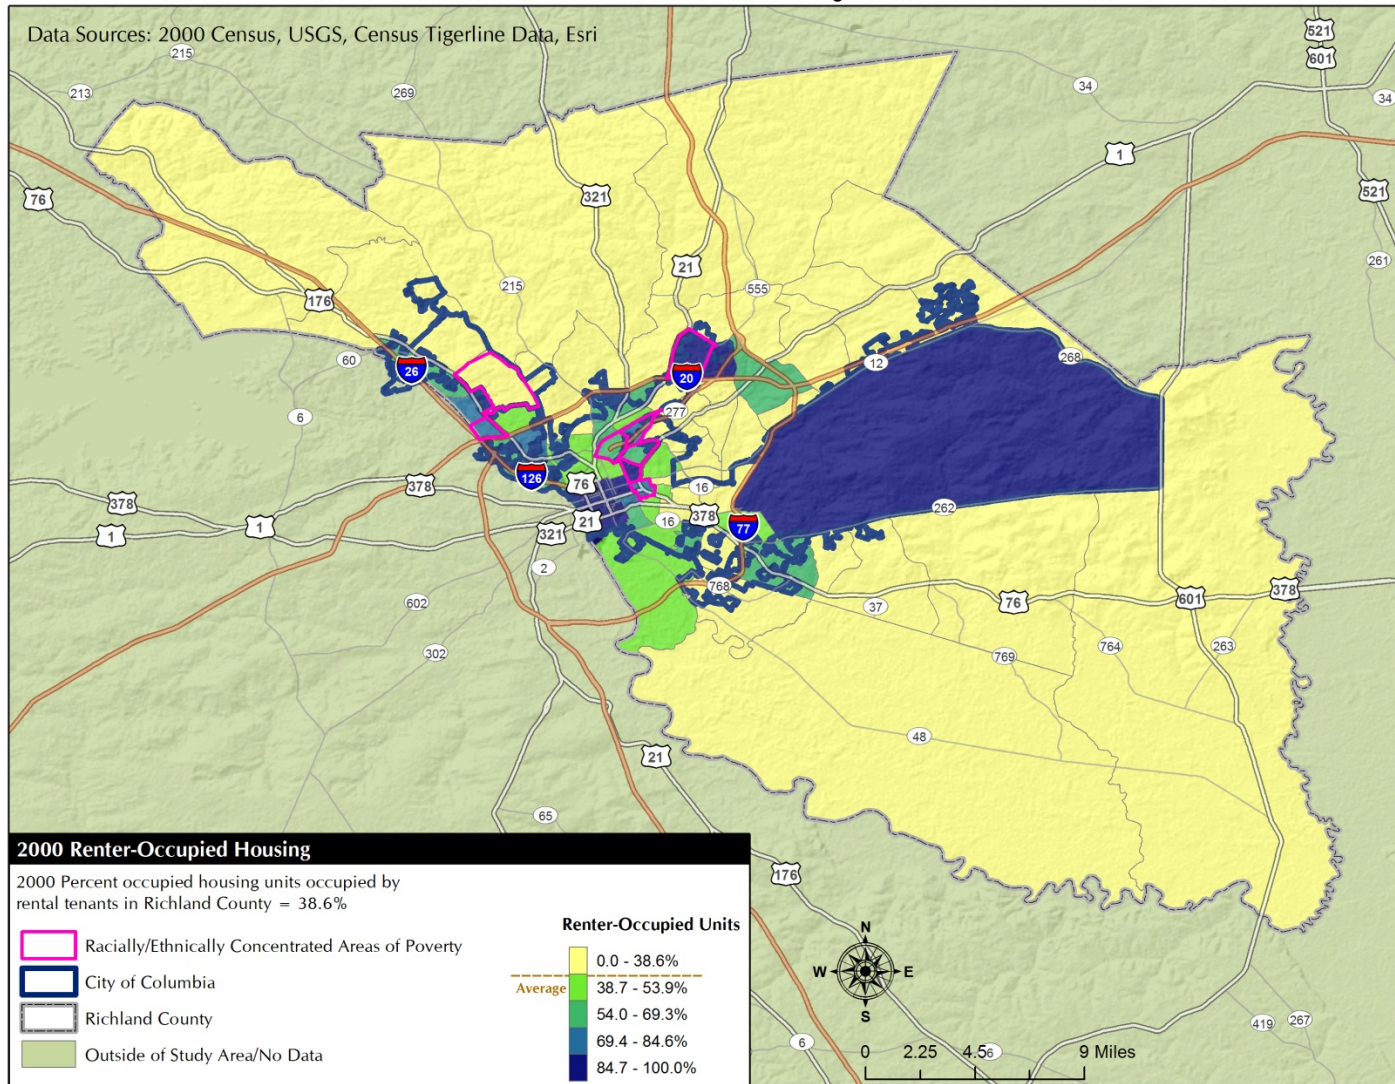 Data Sources: 2000 Census, USGS, Census Tigerline Data, Esri
521
601
215
213
269
34
34
1
76
321
521
21
261
215
555
176
60
26
12
268
20
6
277
126
76
378
16
378
262
1
1
21
16
378
77
321
2
768
602
37
76
601
378
302
769
764
263
48
21
65
176
419
267
6
6
2000 Renter-Occupied Housing
2000 Percent occupied housing units occupied by
rental tenants in Richland County = 38.6%
Racially/Ethnically Concentrated Areas of Poverty
City of Columbia
Richland County
Outside of Study Area/No Data
Renter-Occupied Units
0.0 - 38.6%
Average
38.7 - 53.9%
54.0 - 69.3%
69.4 - 84.6%
84.7 - 100.0%
N
W E
S
0 2.25 4.5 9 Miles